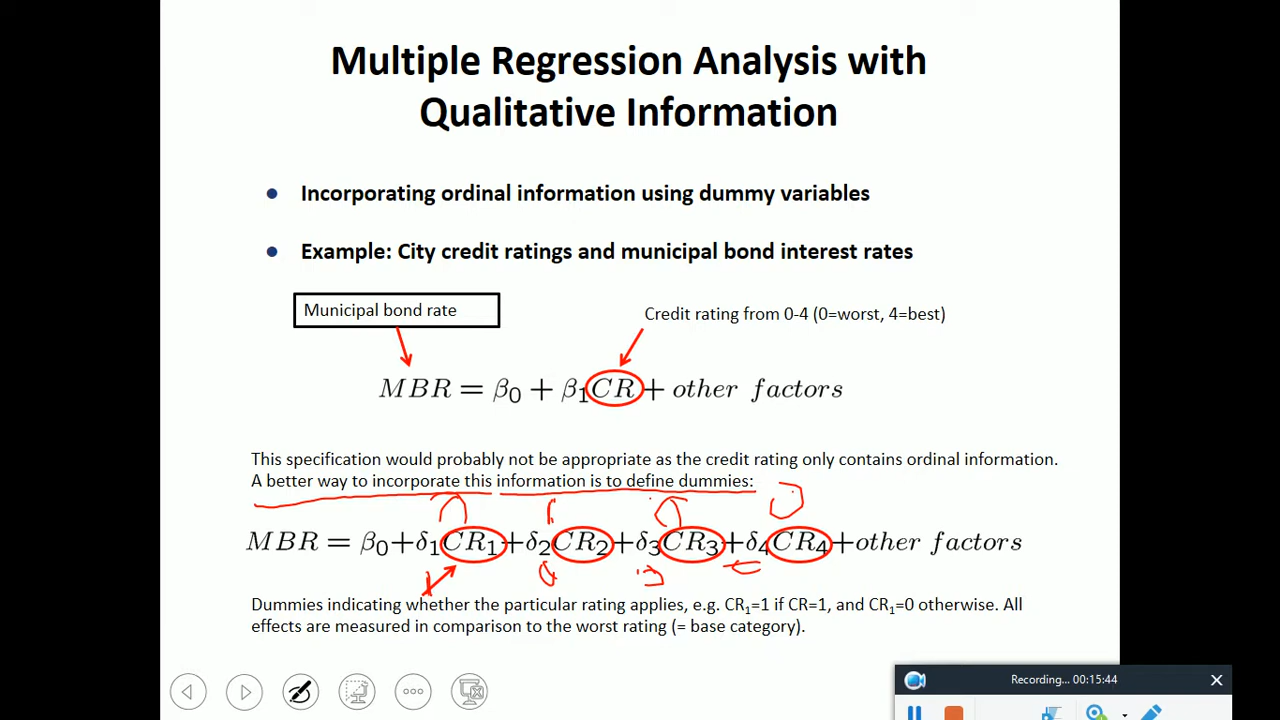 Multiple Regression Analysis with
Qualitative Information
Incorporating ordinal information using dummy variables
Example: City credit ratings and municipal bond interest rates
Municipal bond rate
Credit rating from 0-4 (0=worst, 4=best)
MBR = β₀ + β₁CR + other factors
This specification would probably not be appropriate as the credit rating only contains ordinal information.
A better way to incorporate this information is to define dummies:
MBR = β₀+δ₁CR₁+δ₂CR₂+δ₃CR₃+δ₄CR₄+other factors
Dummies indicating whether the particular rating applies, e.g. CR₁=1 if CR=1, and CR₁=0 otherwise. All
effects are measured in comparison to the worst rating (= base category).
Recording... 00:15:44